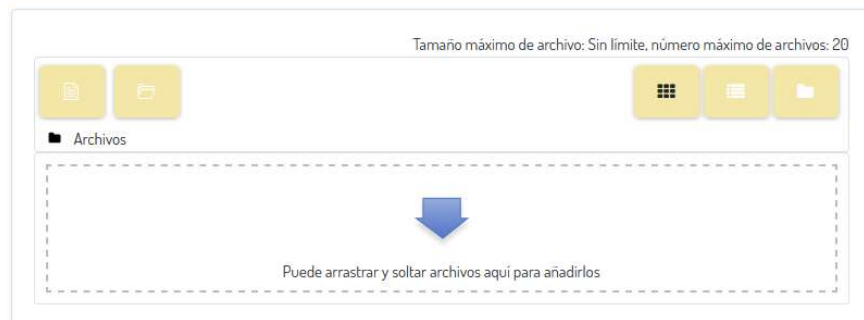 Tamaño máximo de archivo: Sin límite, número máximo de archivos: 20
Archivos
Puede arrastrar y soltar archivos aquí para añadirlos